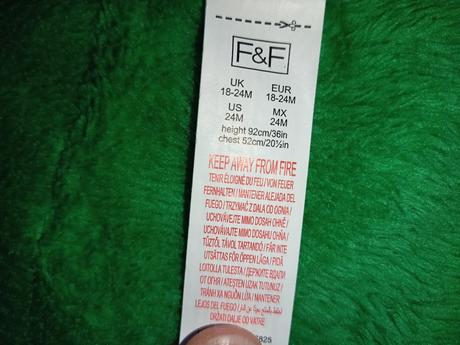 F&F
UK EUR
18-24M 18-24M
US MX
24M 24M
height 92cm/36in
chest 52cm/20½in
KEEP AWAY FROM FIRE
TENIR ÉLOIGNÉ DU FEU / VON FEUER
FERNHALTEN / MANTENER ALEJADA DEL
FUEGO / TRZYMAĆ Z DALA OD OGNIA /
UCHOVÁVEJTE MIMO DOSAH OHNĚ /
UCHOVÁVAJTE MIMO DOSAHU OHŇA /
TŰZTŐL TÁVOL TARTANDÓ / FÅR INTE
UTSÄTTAS FÖR ÖPPEN LÅGA / PIDÄ
LOITOLLA TULESTA / ДЕРЖИТЕ ВДАЛИ
ОТ ОГНЯ / ATEŞTEN UZAK TUTUNUZ /
TRÁNH XA NGUỒN LỬA / MANTENER
LEJOS DEL FUEGO /
DRŽATI DALJE OD VATRE